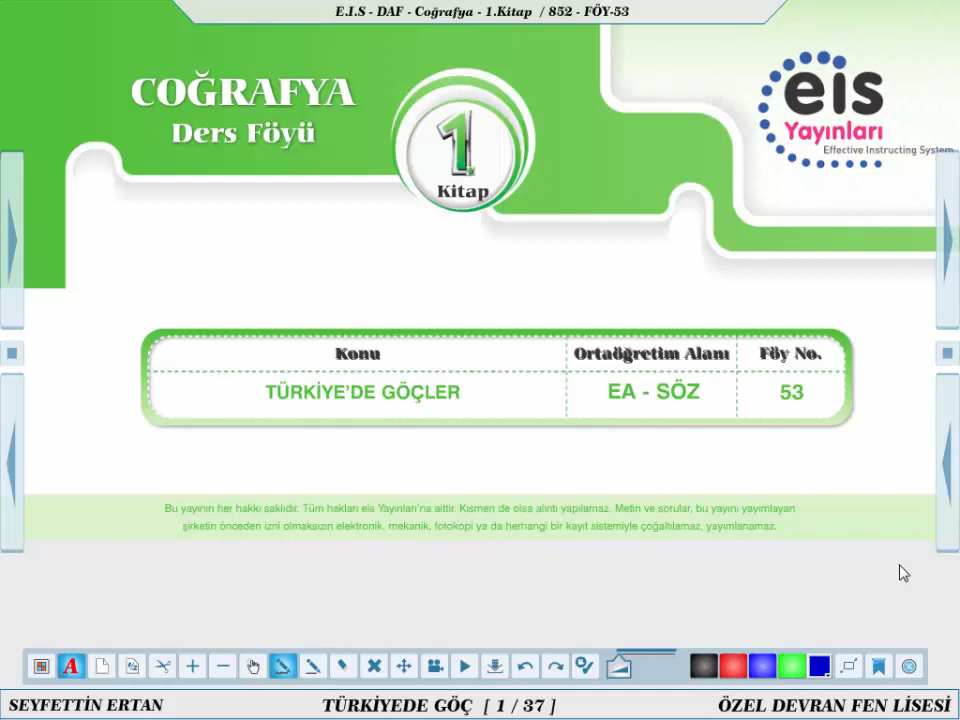 E.I.S - DAF - Coğrafya - 1.Kitap / 852 - FÖY-53
COĞRAFYA
Ders Föyü
1.
Kitap
eis
Yayınları
Effective Instructing System
Konu
Ortaöğretim Alanı
Föy No.
TÜRKİYE'DE GÖÇLER
EA - SÖZ
53
Bu yayının her hakkı saklıdır. Tüm hakları eis Yayınları'na aittir. Kısmen de olsa alıntı yapılamaz. Metin ve sorular, bu yayını yayımlayan
şirketin önceden izni olmaksızın elektronik, mekanik, fotokopi ya da herhangi bir kayıt sistemiyle çoğaltılamaz, yayımlanamaz.
A
SEYFETTİN ERTAN
TÜRKİYEDE GÖÇ [ 1 / 37 ]
ÖZEL DEVRAN FEN LİSESİ